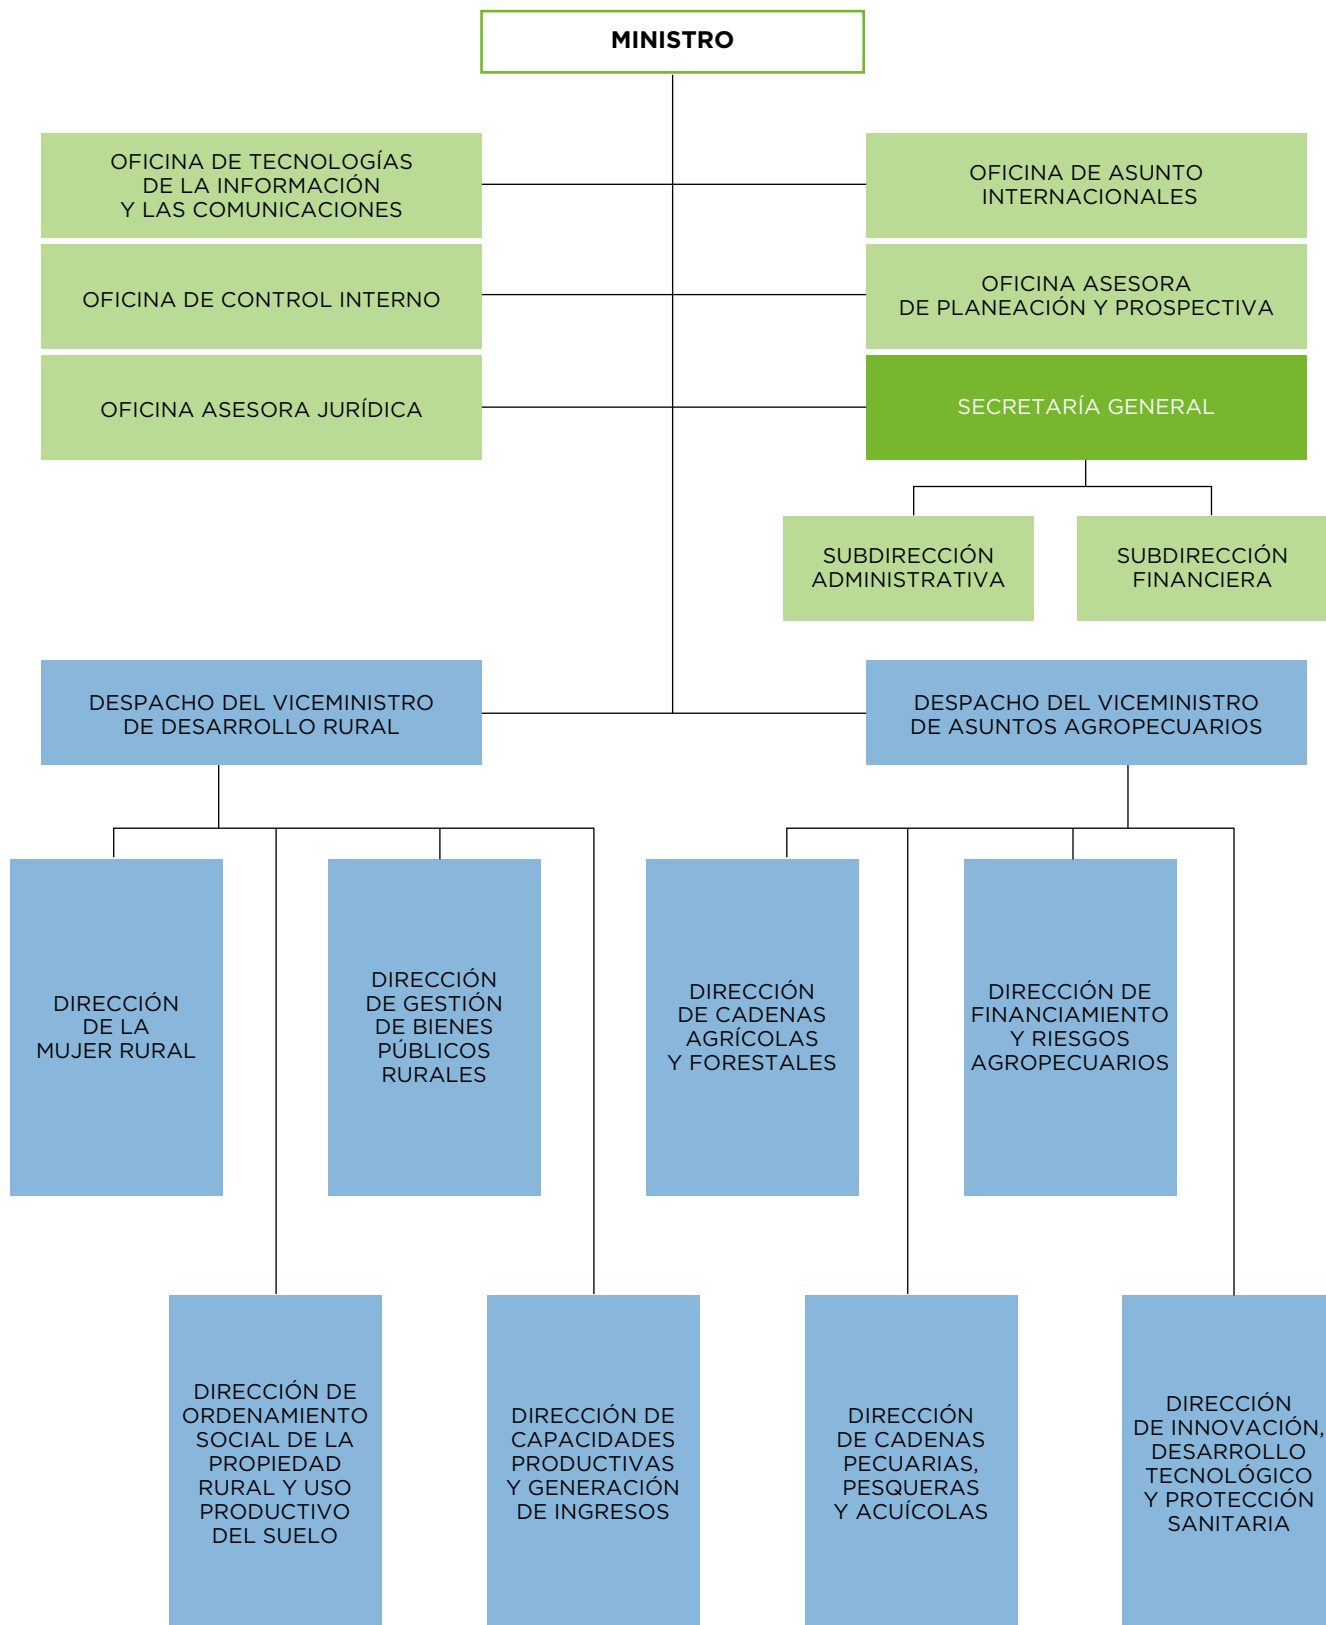 MINISTRO
OFICINA DE TECNOLOGÍAS
DE LA INFORMACIÓN
Y LAS COMUNICACIONES
OFICINA DE ASUNTO
INTERNACIONALES
OFICINA DE CONTROL INTERNO
OFICINA ASESORA
DE PLANEACIÓN Y PROSPECTIVA
OFICINA ASESORA JURÍDICA
SECRETARÍA GENERAL
SUBDIRECCIÓN
ADMINISTRATIVA
SUBDIRECCIÓN
FINANCIERA
DESPACHO DEL VICEMINISTRO
DE DESARROLLO RURAL
DESPACHO DEL VICEMINISTRO
DE ASUNTOS AGROPECUARIOS
DIRECCIÓN
DE LA
MUJER RURAL
DIRECCIÓN
DE GESTIÓN
DE BIENES
PÚBLICOS
RURALES
DIRECCIÓN
DE CADENAS
AGRÍCOLAS
Y FORESTALES
DIRECCIÓN DE
FINANCIAMIENTO
Y RIESGOS
AGROPECUARIOS
DIRECCIÓN DE
ORDENAMIENTO
SOCIAL DE LA
PROPIEDAD
RURAL Y USO
PRODUCTIVO
DEL SUELO
DIRECCIÓN DE
CAPACIDADES
PRODUCTIVAS
Y GENERACIÓN
DE INGRESOS
DIRECCIÓN
DE CADENAS
PECUARIAS,
PESQUERAS
Y ACUÍCOLAS
DIRECCIÓN
DE INNOVACIÓN,
DESARROLLO
TECNOLÓGICO
Y PROTECCIÓN
SANITARIA